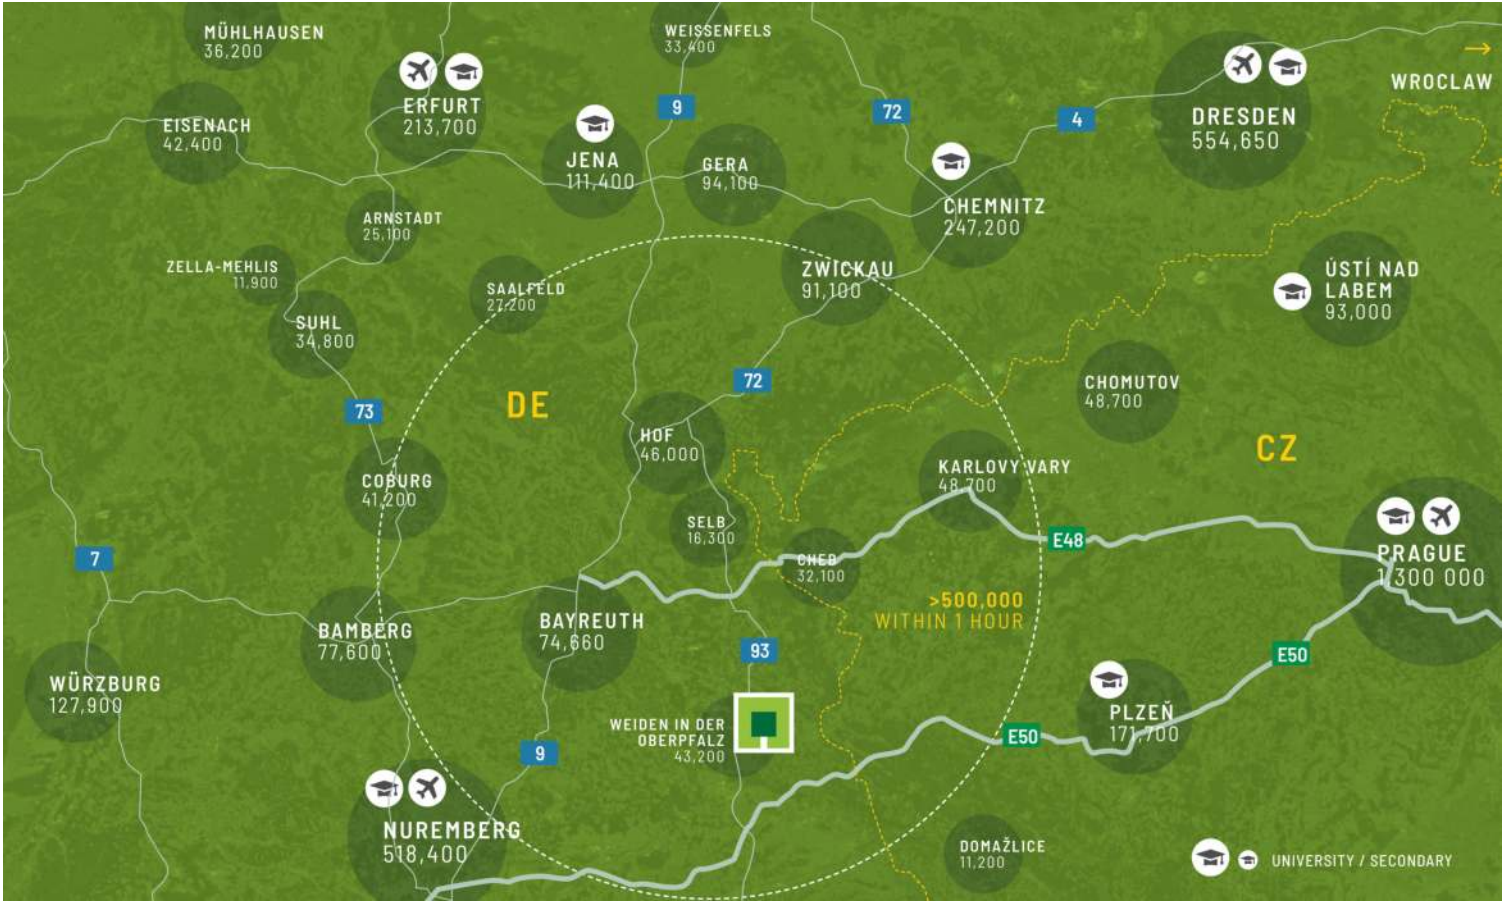 MÜHLHAUSEN
36,200
WEISSENFELS
33,400
→
WROCLAW
ERFURT
213,700
9
72
4
DRESDEN
554,650
EISENACH
42,400
JENA
111,400
GERA
94,100
CHEMNITZ
247,200
ARNSTADT
25,100
ZELLA-MEHLIS
11,900
SAALFELD
27,200
ZWICKAU
91,100
ÚSTÍ NAD
LABEM
93,000
SUHL
34,800
72
CHOMUTOV
48,700
DE
73
HOF
46,000
CZ
COBURG
41,200
KARLOVY VARY
48,700
SELB
16,300
E48
PRAGUE
1 300 000
7
CHEB
32,100
>500,000
WITHIN 1 HOUR
BAMBERG
77,600
BAYREUTH
74,660
93
E50
WÜRZBURG
127,900
WEIDEN IN DER
OBERPFALZ
43,200
E50
PLZEŇ
171,700
9
NUREMBERG
518,400
DOMAŽLICE
11,200
UNIVERSITY / SECONDARY